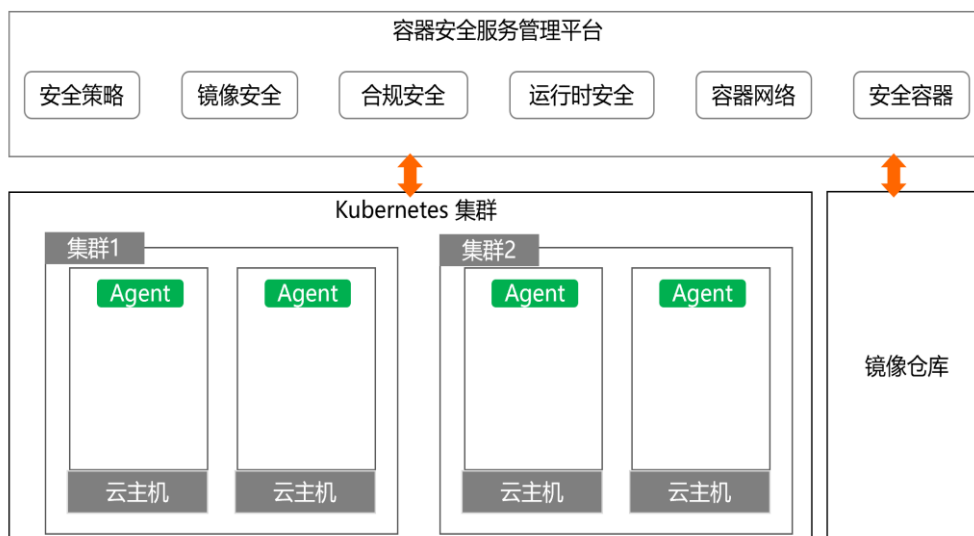 容器安全服务管理平台
安全策略 镜像安全 合规安全 运行时安全 容器网络 安全容器
Kubernetes 集群
集群1 集群2
Agent Agent Agent Agent
镜像仓库
云主机 云主机 云主机 云主机